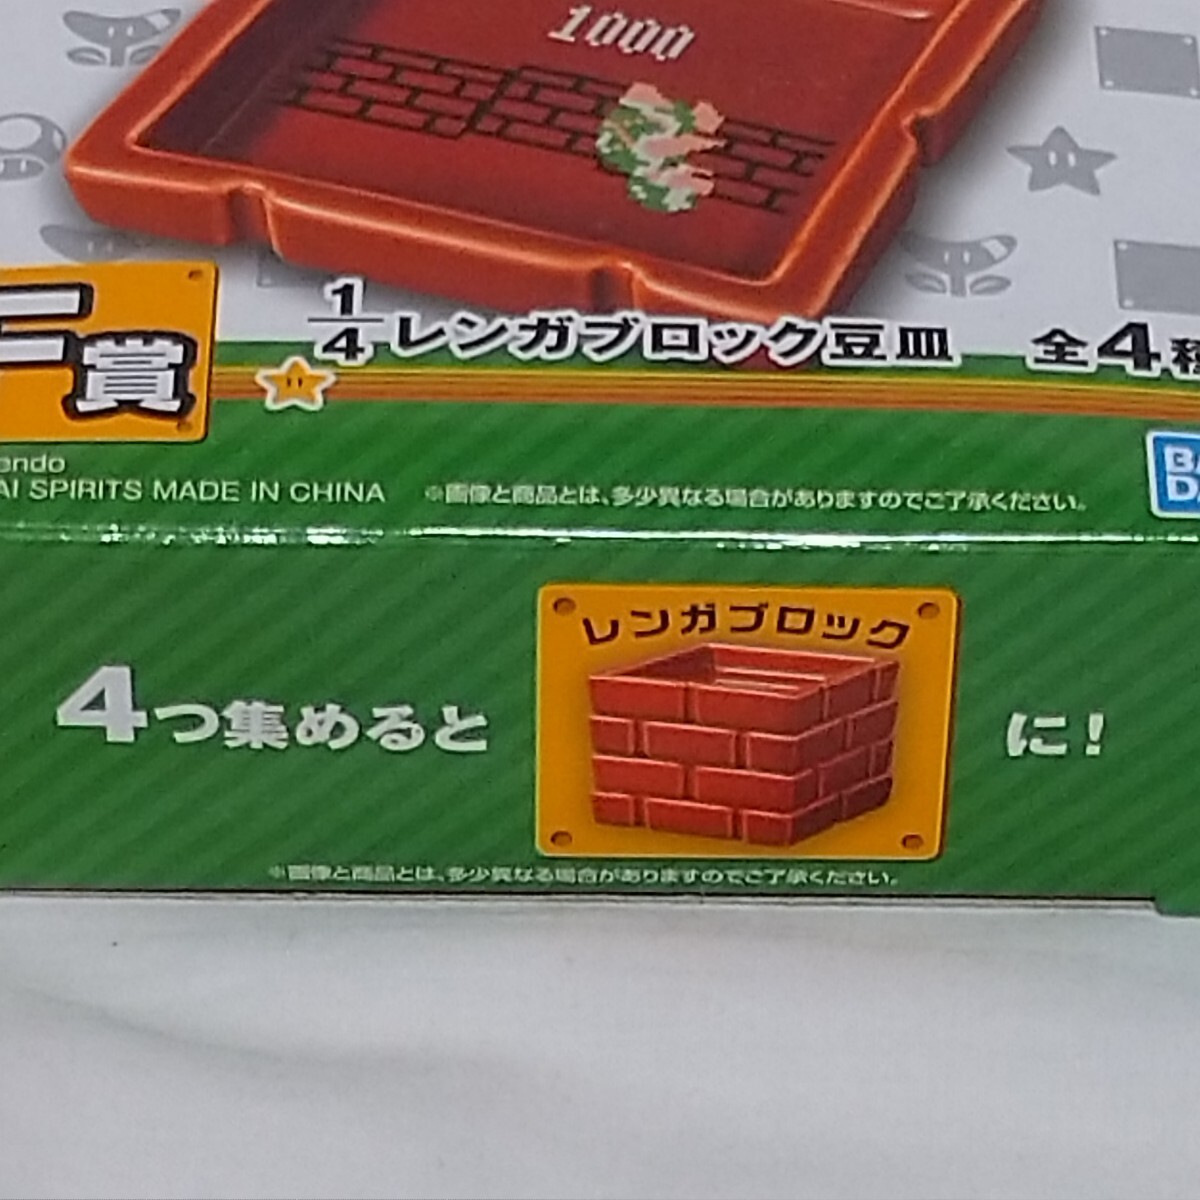 1000
賞
1/4 レンガブロック豆皿 全4種
endo
AI SPIRITS MADE IN CHINA
※画像と商品とは、多少異なる場合がありますのでご了承ください。
レンガブロック
4つ集めると
に!
※画像と商品とは、多少異なる場合がありますのでご了承ください。